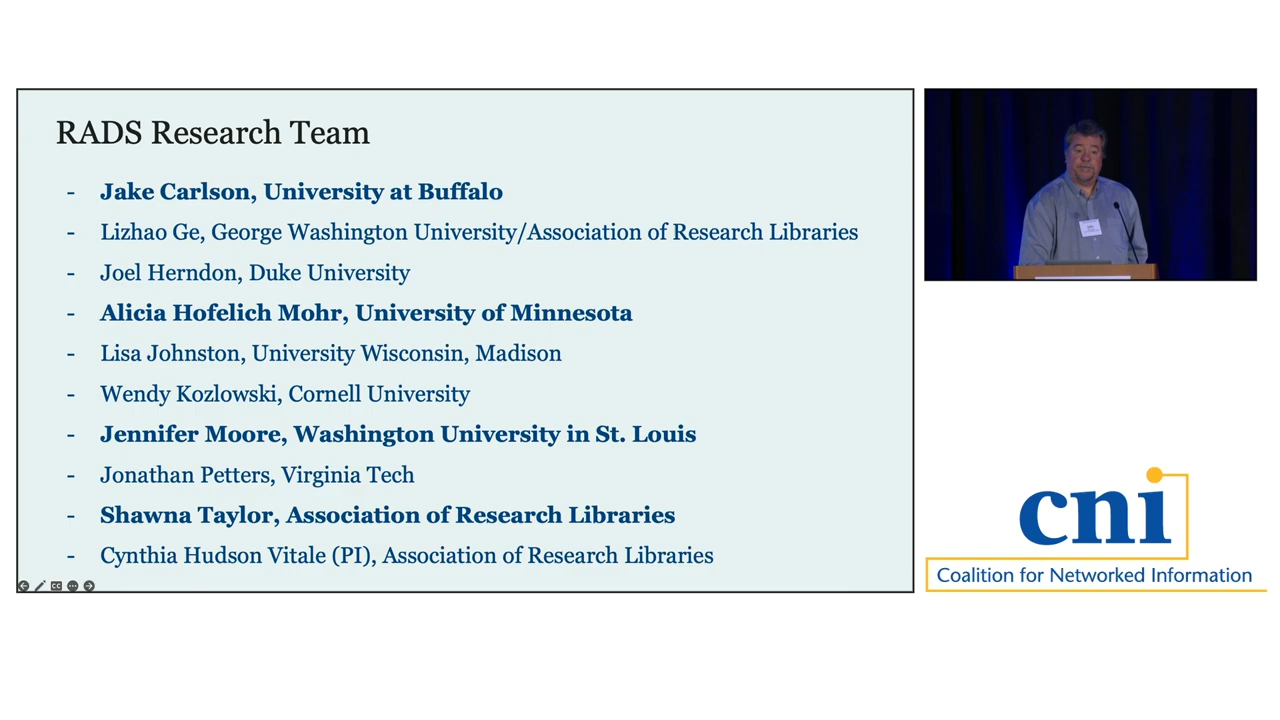 RADS Research Team
- Jake Carlson, University at Buffalo
- Lizhao Ge, George Washington University/Association of Research Libraries
- Joel Herndon, Duke University
- Alicia Hofelich Mohr, University of Minnesota
- Lisa Johnston, University Wisconsin, Madison
- Wendy Kozlowski, Cornell University
- Jennifer Moore, Washington University in St. Louis
- Jonathan Petters, Virginia Tech
- Shawna Taylor, Association of Research Libraries
- Cynthia Hudson Vitale (PI), Association of Research Libraries
cni
Coalition for Networked Information